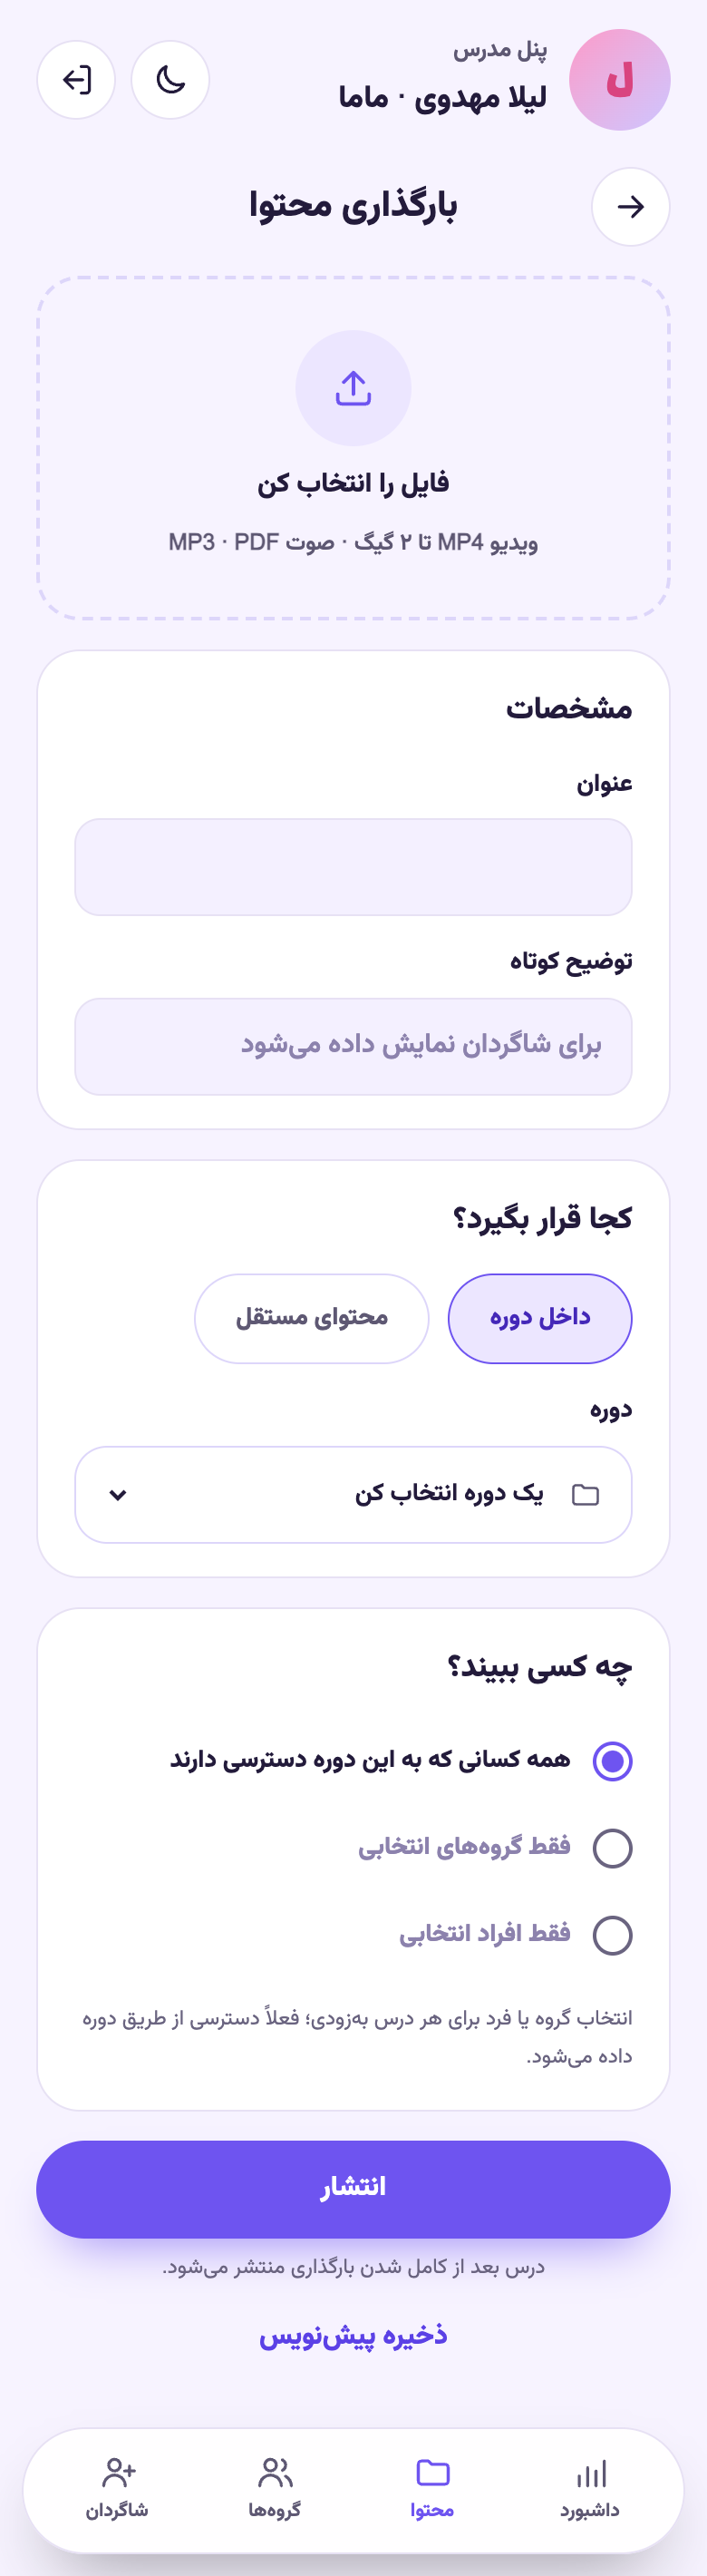 ل
پنل مدرس
لیلا مهدوی · ماما
بارگذاری محتوا
فایل را انتخاب کن
ویدیو MP4 تا ۲ گیگ · صوت MP3 · PDF
مشخصات
عنوان
توضیح کوتاه
برای شاگردان نمایش داده می‌شود
کجا قرار بگیرد؟
داخل دوره
محتوای مستقل
دوره
یک دوره انتخاب کن
چه کسی ببیند؟
همه کسانی که به این دوره دسترسی دارند
فقط گروه‌های انتخابی
فقط افراد انتخابی
انتخاب گروه یا فرد برای هر درس به‌زودی؛ فعلاً دسترسی از طریق دوره
داده می‌شود.
انتشار
درس بعد از کامل شدن بارگذاری منتشر می‌شود.
ذخیره پیش‌نویس
داشبورد
محتوا
گروه‌ها
شاگردان